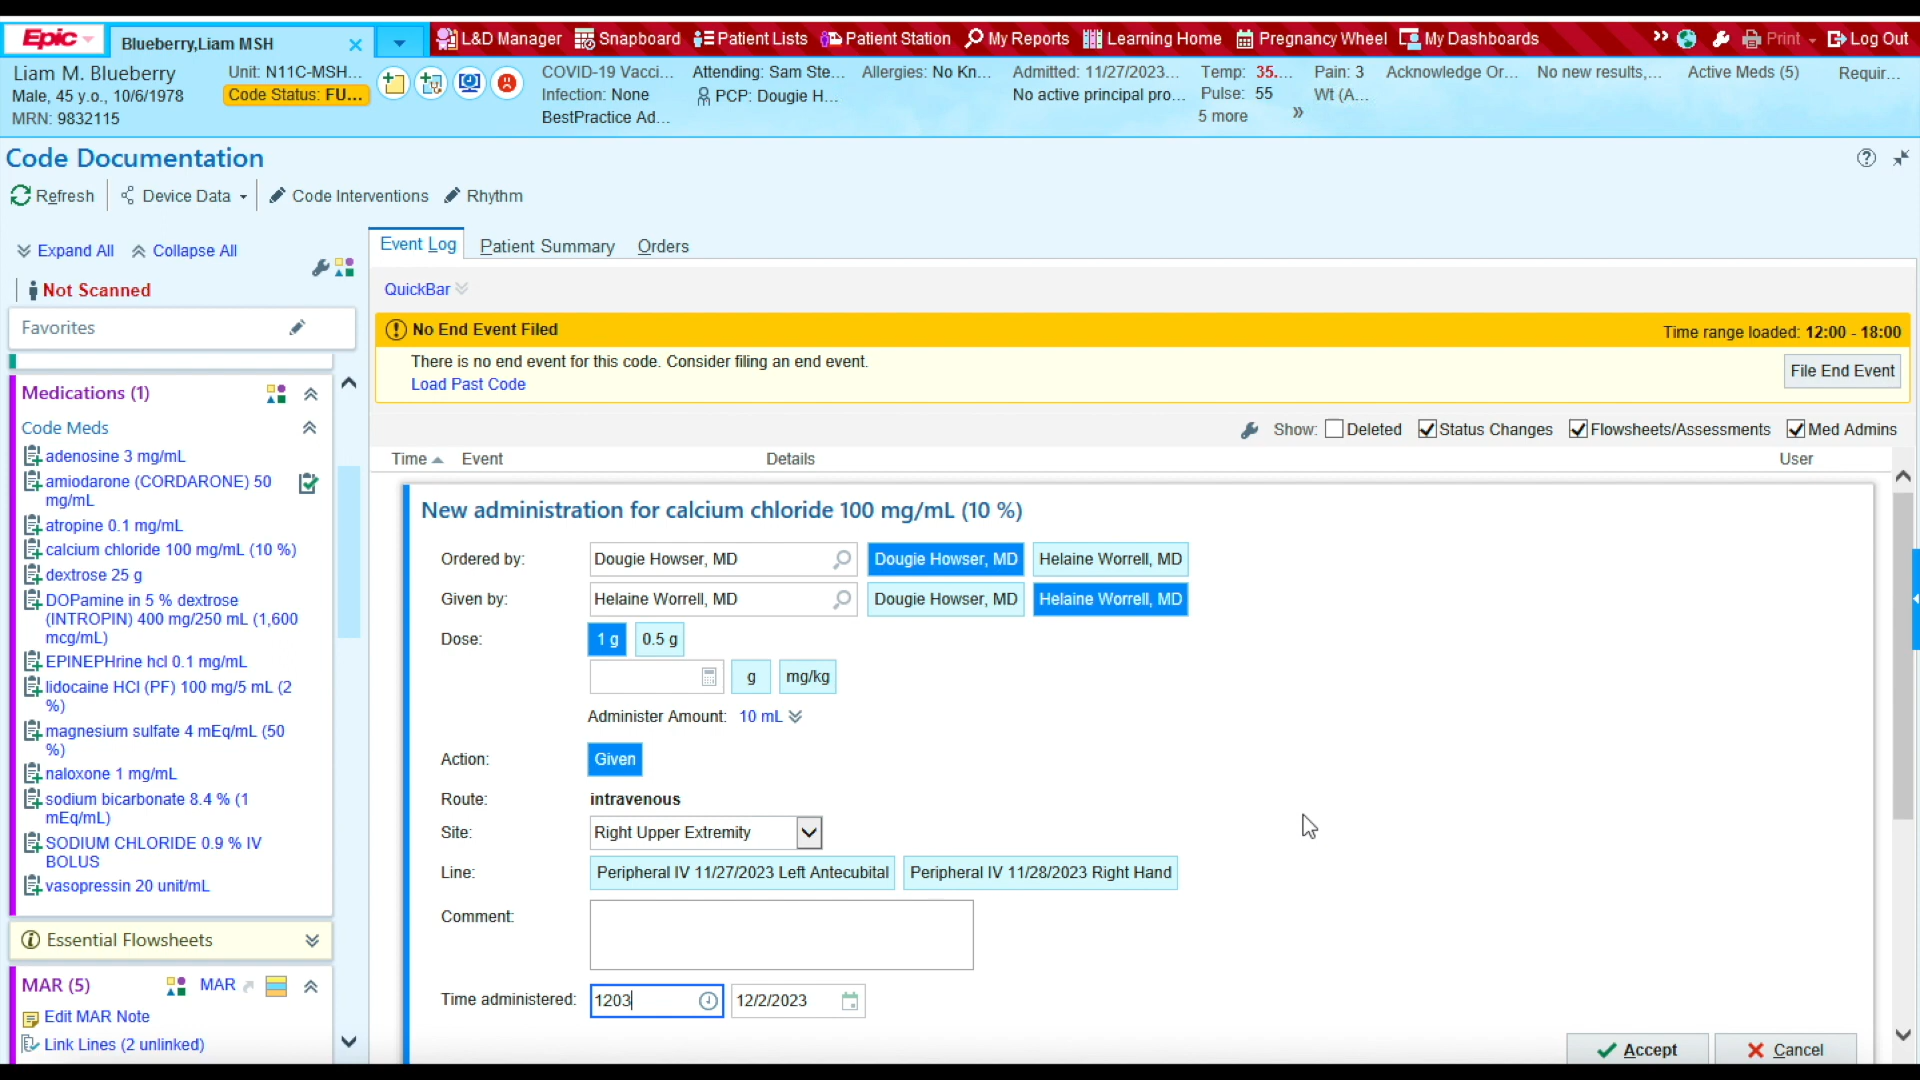 Epic
Blueberry,Liam MSH
L&D Manager
Snapboard
Patient Lists
Patient Station
My Reports
Learning Home
Pregnancy Wheel
My Dashboards
Print
Log Out
Liam M. Blueberry
Male, 45 y.o., 10/6/1978
MRN: 9832115
Unit: N11C-MSH...
Code Status: FU...
COVID-19 Vacci...
Infection: None
BestPractice Ad...
Attending: Sam Ste...
PCP: Dougie H...
Allergies: No Kn...
Admitted: 11/27/2023...
No active principal pro...
Temp: 35....
Pulse: 55
5 more
Pain: 3
Wt (A...
Acknowledge Or...
No new results,...
Active Meds (5)
Requir...
Code Documentation
Refresh
Device Data
Code Interventions
Rhythm
Expand All
Collapse All
Not Scanned
Favorites
Medications (1)
Code Meds
adenosine 3 mg/mL
amiodarone (CORDARONE) 50
mg/mL
atropine 0.1 mg/mL
calcium chloride 100 mg/mL (10 %)
dextrose 25 g
DOPamine in 5 % dextrose
(INTROPIN) 400 mg/250 mL (1,600
mcg/mL)
EPINEPHrine hcl 0.1 mg/mL
lidocaine HCl (PF) 100 mg/5 mL (2
%)
magnesium sulfate 4 mEq/mL (50
%)
naloxone 1 mg/mL
sodium bicarbonate 8.4 % (1
mEq/mL)
SODIUM CHLORIDE 0.9 % IV
BOLUS
vasopressin 20 unit/mL
Essential Flowsheets
MAR (5)
MAR
Edit MAR Note
Link Lines (2 unlinked)
Event Log
Patient Summary
Orders
QuickBar
No End Event Filed
Time range loaded: 12:00 - 18:00
There is no end event for this code. Consider filing an end event.
Load Past Code
File End Event
Show:
Deleted
Status Changes
Flowsheets/Assessments
Med Admins
Time
Event
Details
User
New administration for calcium chloride 100 mg/mL (10 %)
Ordered by:
Dougie Howser, MD
Dougie Howser, MD
Helaine Worrell, MD
Given by:
Helaine Worrell, MD
Dougie Howser, MD
Helaine Worrell, MD
Dose:
1 g
0.5 g
g
mg/kg
Administer Amount: 10 mL
Action:
Given
Route:
intravenous
Site:
Right Upper Extremity
Line:
Peripheral IV 11/27/2023 Left Antecubital
Peripheral IV 11/28/2023 Right Hand
Comment:
Time administered:
1203
12/2/2023
Accept
Cancel